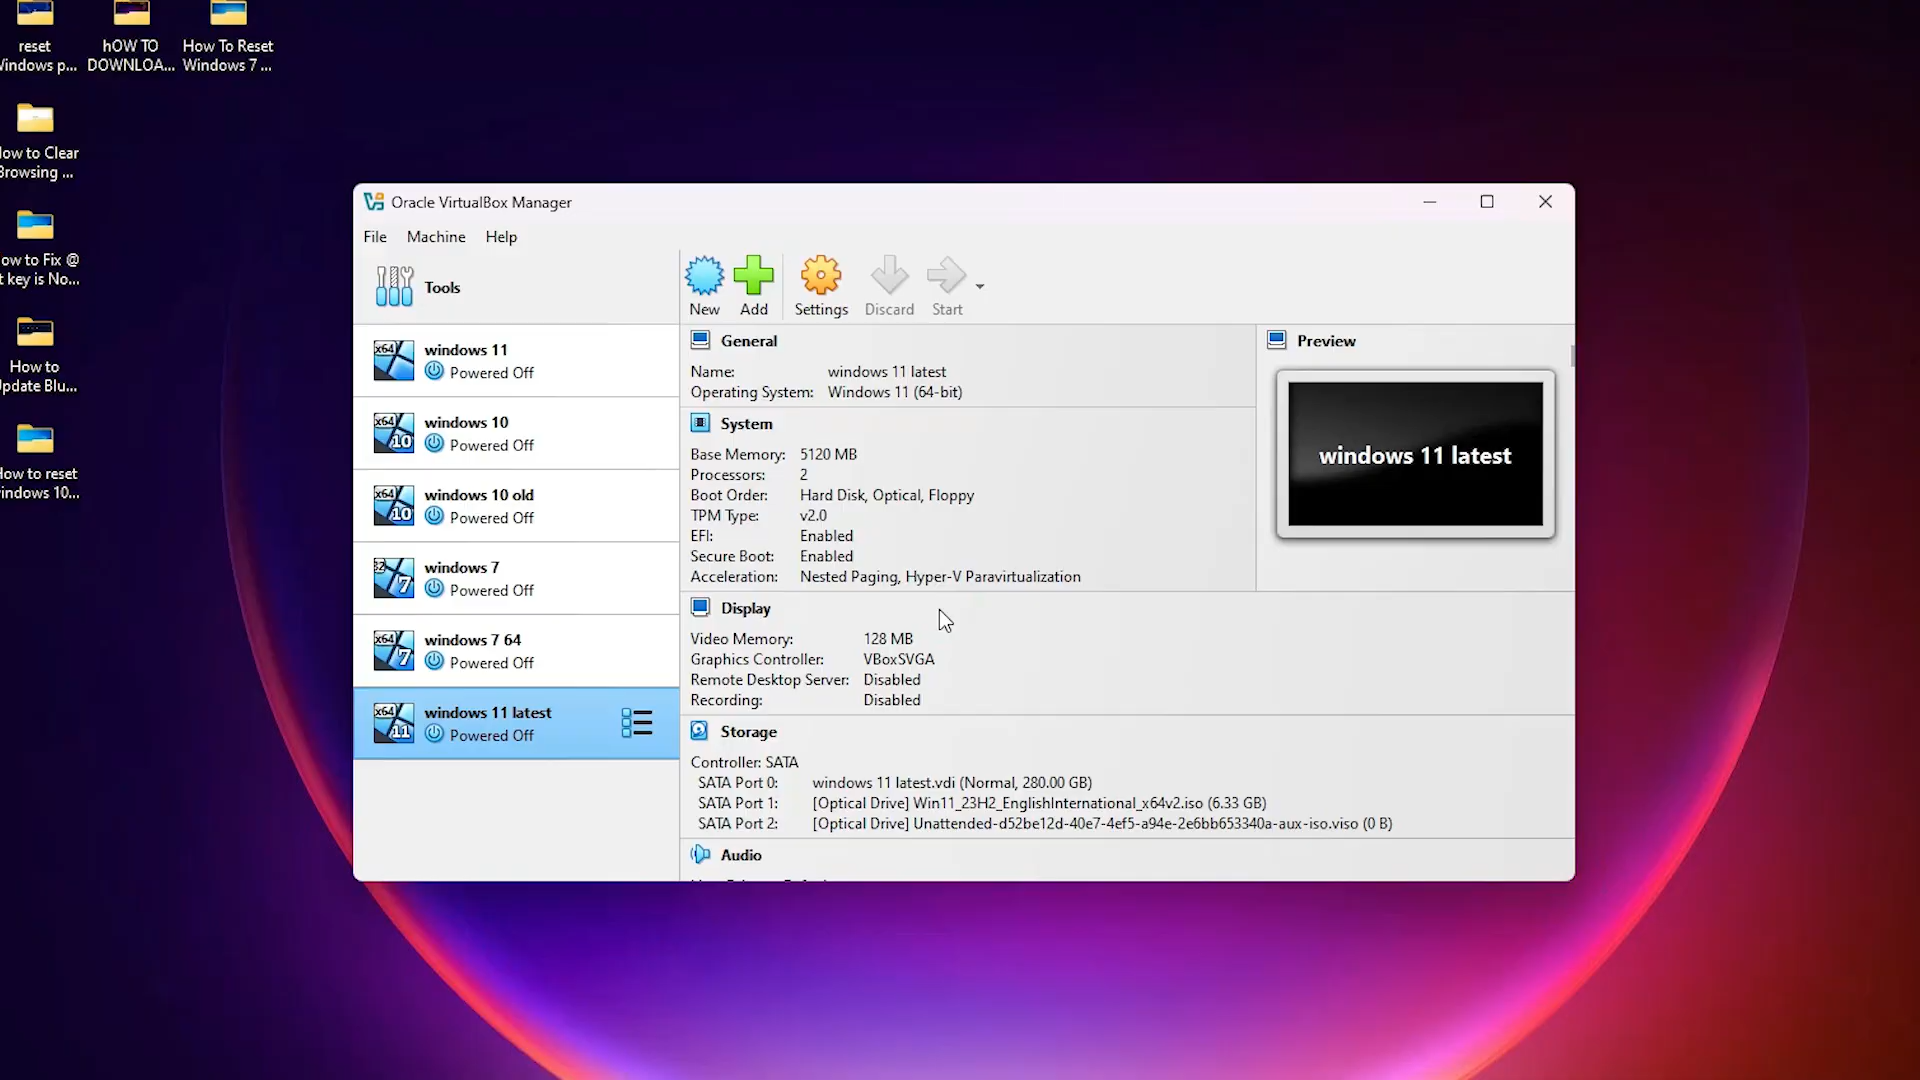 reset
Windows p...
hOW TO
DOWNLOA...
How To Reset
Windows 7 ...
How to Clear
Browsing ...
How to Fix @
t key is No...
How to
Update Blu...
How to reset
windows 10...
Oracle VirtualBox Manager
File Machine Help
Tools
New Add Settings Discard Start
windows 11
Powered Off
windows 10
Powered Off
windows 10 old
Powered Off
windows 7
Powered Off
windows 7 64
Powered Off
windows 11 latest
Powered Off
General
Name: windows 11 latest
Operating System: Windows 11 (64-bit)
System
Base Memory: 5120 MB
Processors: 2
Boot Order: Hard Disk, Optical, Floppy
TPM Type: v2.0
EFI: Enabled
Secure Boot: Enabled
Acceleration: Nested Paging, Hyper-V Paravirtualization
Preview
windows 11 latest
Display
Video Memory: 128 MB
Graphics Controller: VBoxSVGA
Remote Desktop Server: Disabled
Recording: Disabled
Storage
Controller: SATA
SATA Port 0: windows 11 latest.vdi (Normal, 280.00 GB)
SATA Port 1: [Optical Drive] Win11_23H2_EnglishInternational_x64v2.iso (6.33 GB)
SATA Port 2: [Optical Drive] Unattended-d52be12d-40e7-4ef5-a94e-2e6bb653340a-aux-iso.viso (0 B)
Audio